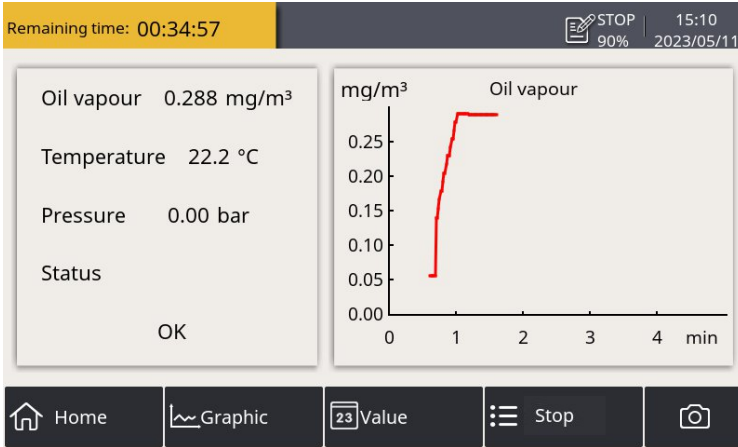 Remaining time: 00:34:57
STOP
90%
15:10
2023/05/11
Oil vapour 0.288 mg/m³
Temperature 22.2 °C
Pressure 0.00 bar
Status
OK
mg/m³ Oil vapour
0.25
0.20
0.15
0.10
0.05
0.00
0 1 2 3 4 min
Home
Graphic
23 Value
Stop